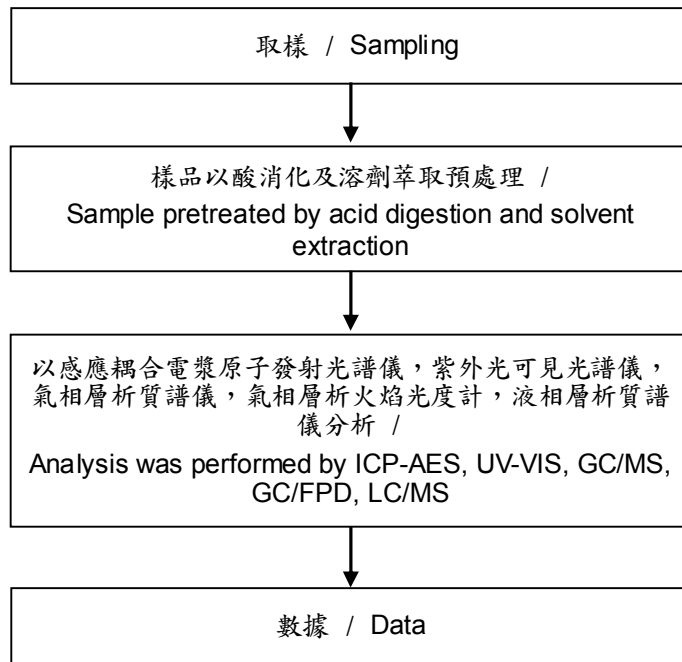 取樣 / Sampling
樣品以酸消化及溶劑萃取預處理 /
Sample pretreated by acid digestion and solvent
extraction
以感應耦合電漿原子發射光譜儀，紫外光可見光譜儀，
氣相層析質譜儀，氣相層析火焰光度計，液相層析質譜
儀分析 /
Analysis was performed by ICP-AES, UV-VIS, GC/MS,
GC/FPD, LC/MS
數據 / Data